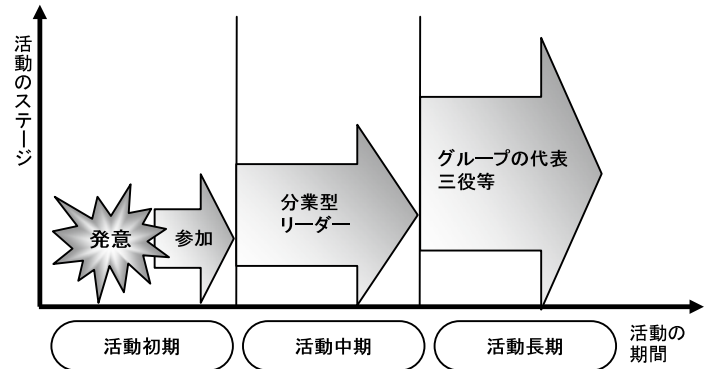 活動のステージ
発意
参加
分業型
リーダー
グループの代表
三役等
活動初期
活動中期
活動長期
活動の
期間